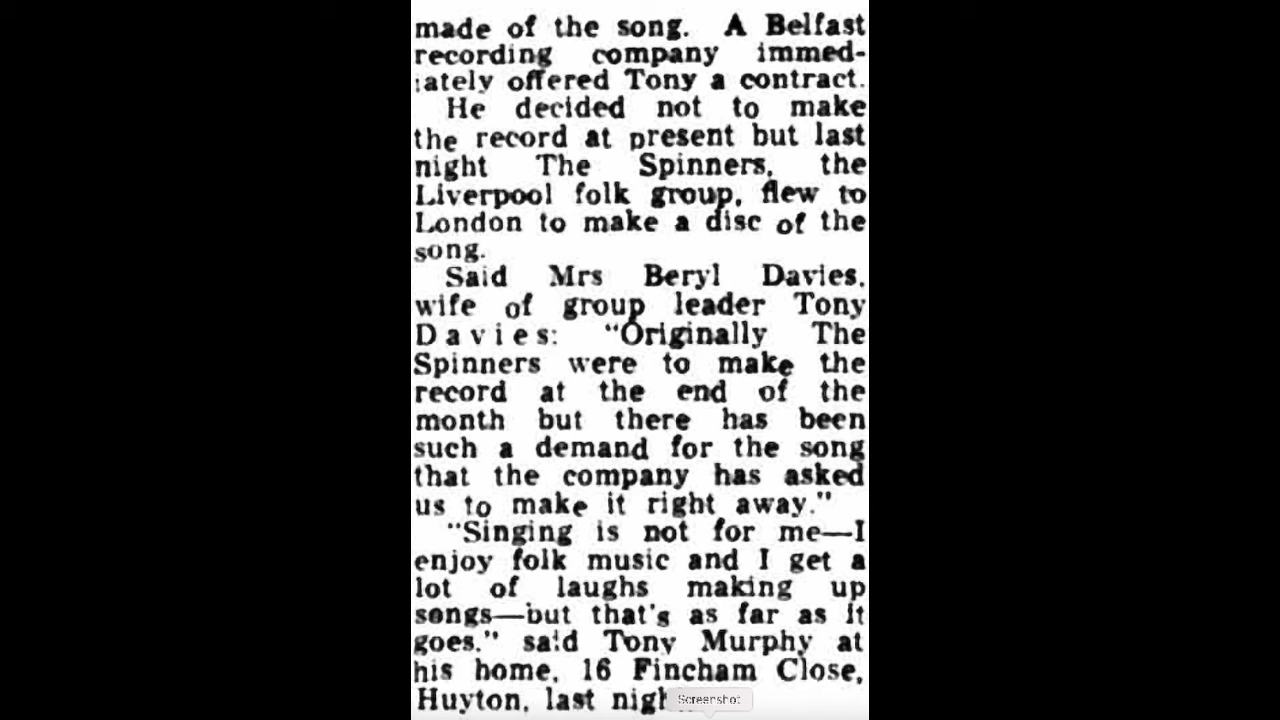 made of the song. A Belfast
recording company immed-
iately offered Tony a contract.
He decided not to make
the record at present but last
night The Spinners, the
Liverpool folk group, flew to
London to make a disc of the
song.
Said Mrs Beryl Davies,
wife of group leader Tony
Davies: "Originally The
Spinners were to make the
record at the end of the
month but there has been
such a demand for the song
that the company has asked
us to make it right away."
"Singing is not for me—I
enjoy folk music and I get a
lot of laughs making up
songs—but that's as far as it
goes." said Tony Murphy at
his home, 16 Fincham Close,
Huyton, last nigh
Screenshot